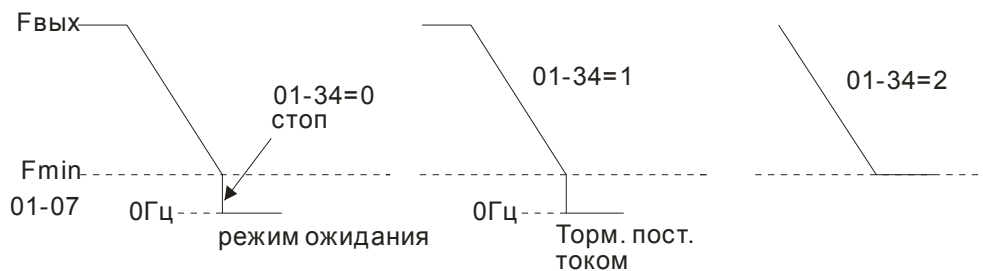 Fвых
01-34=0
стоп
Fmin
01-07
0Гц
режим ожидания
01-34=1
0Гц
Торм. пост.
током
01-34=2